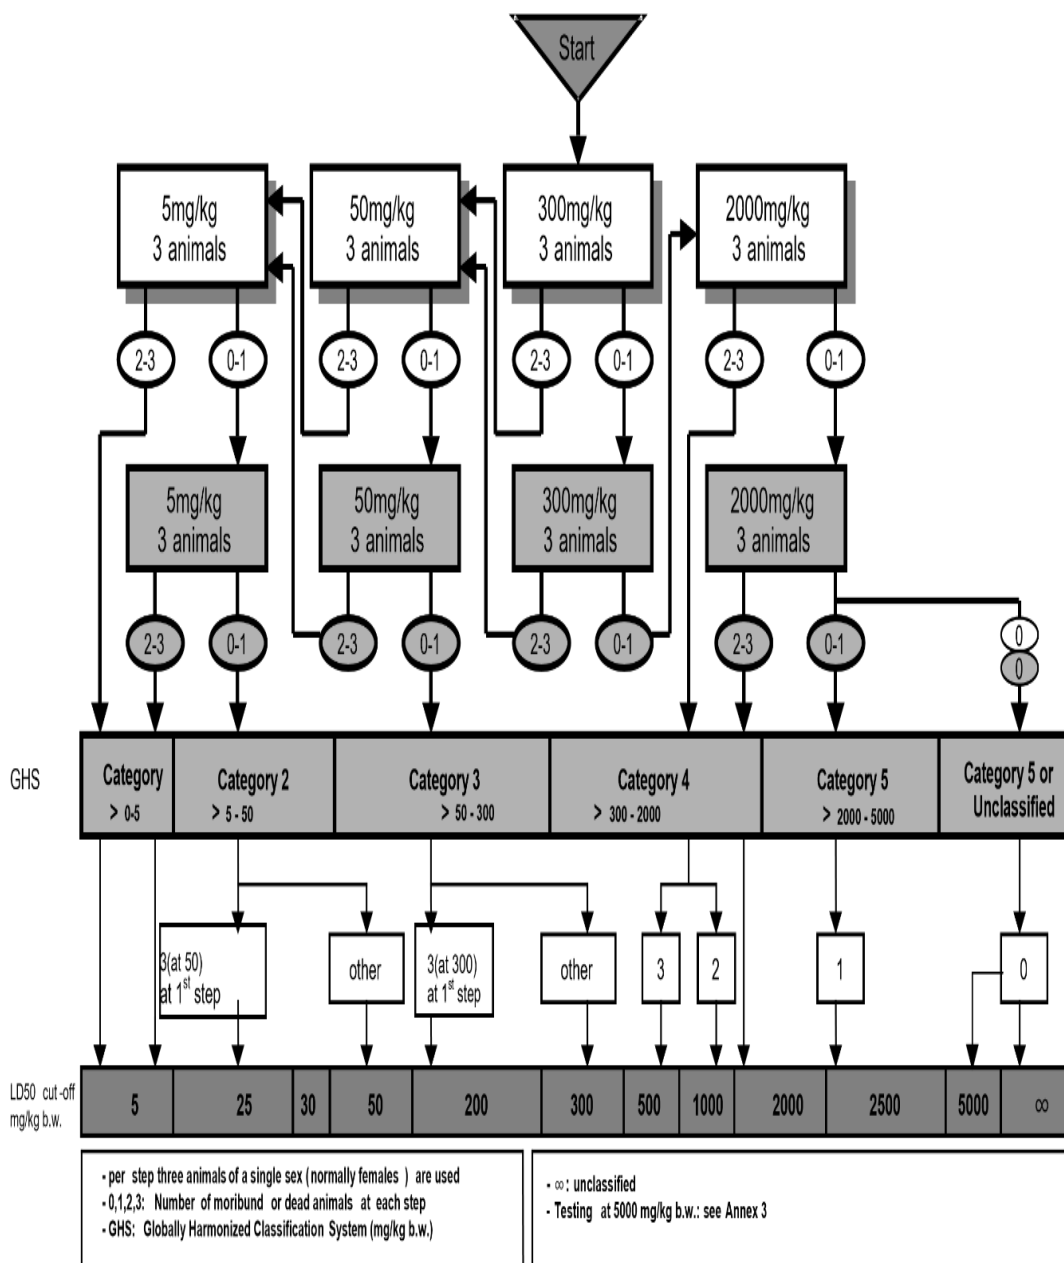 Start
5mg/kg
3 animals
50mg/kg
3 animals
300mg/kg
3 animals
2000mg/kg
3 animals
2-3
0-1
2-3
0-1
2-3
0-1
2-3
0-1
5mg/kg
3 animals
50mg/kg
3 animals
300mg/kg
3 animals
2000mg/kg
3 animals
2-3
0-1
2-3
0-1
2-3
0-1
2-3
0-1
0
0
GHS
Category
> 0-5
Category 2
> 5 - 50
Category 3
> 50 - 300
Category 4
> 300 - 2000
Category 5
> 2000 - 5000
Category 5 or
Unclassified
3(at 50)
at 1st step
other
3(at 300)
at 1st step
other
3
2
1
0
LD50 cut-off
mg/kg b.w.
5
25
30
50
200
300
500
1000
2000
2500
5000
∞
- per step three animals of a single sex (normally females ) are used
- 0,1,2,3: Number of moribund or dead animals at each step
- GHS: Globally Harmonized Classification System (mg/kg b.w.)
- ∞: unclassified
- Testing at 5000 mg/kg b.w.: see Annex 3